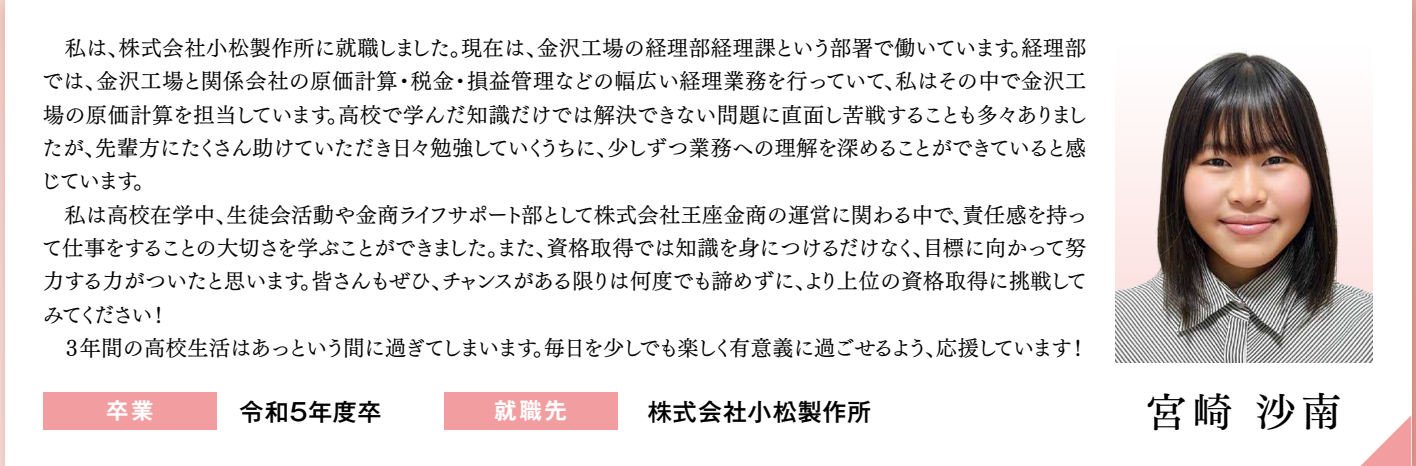 私は、株式会社小松製作所に就職しました。現在は、金沢工場の経理部経理課という部署で働いています。経理部
では、金沢工場と関係会社の原価計算・税金・損益管理などの幅広い経理業務を行っていて、私はその中で金沢工
場の原価計算を担当しています。高校で学んだ知識だけでは解決できない問題に直面し苦戦することも多々ありまし
たが、先輩方にたくさん助けていただき日々勉強していくうちに、少しずつ業務への理解を深めることができていると感
じています。
　私は高校在学中、生徒会活動や金商ライフサポート部として株式会社王座金商の運営に関わる中で、責任感を持っ
て仕事をすることの大切さを学ぶことができました。また、資格取得では知識を身につけるだけなく、目標に向かって努
力する力がついたと思います。皆さんもぜひ、チャンスがある限りは何度でも諦めずに、より上位の資格取得に挑戦して
みてください！
　3年間の高校生活はあっという間に過ぎてしまいます。毎日を少しでも楽しく有意義に過ごせるよう、応援しています！
卒業　令和5年度卒　就職先　株式会社小松製作所
宮崎 沙南